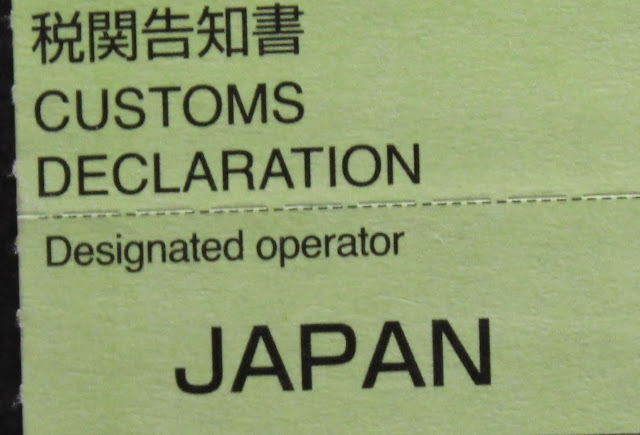 税関告知書
CUSTOMS
DECLARATION
Designated operator
JAPAN